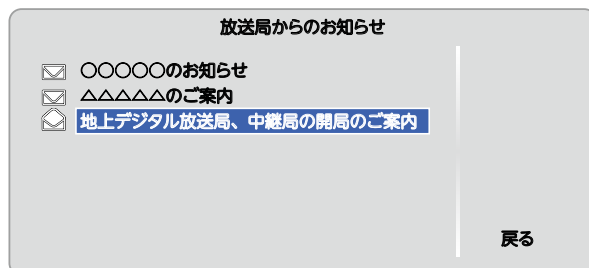 放送局からのお知らせ
○○○○○のお知らせ
△△△△△のご案内
地上デジタル放送局、中継局の開局のご案内
戻る